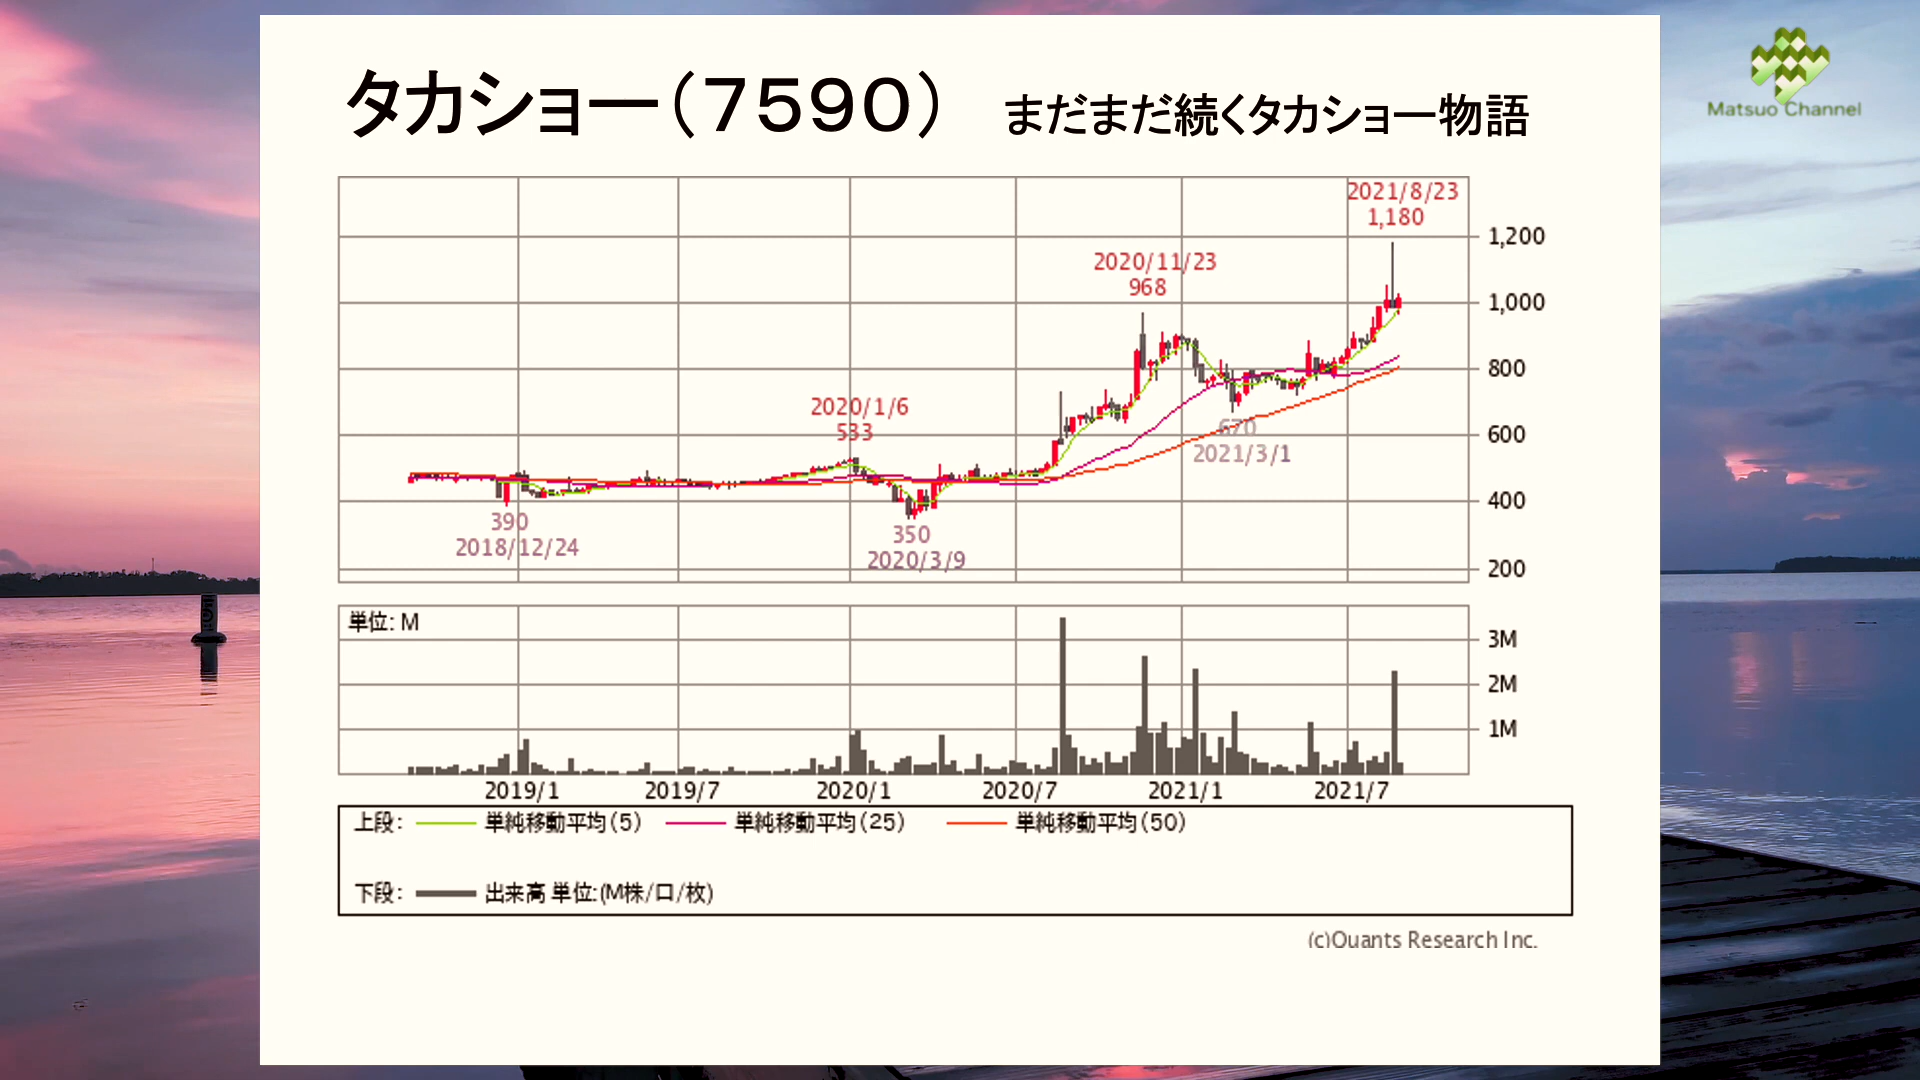 タカショー（7590） まだまだ続くタカショー物語
Matsuo Channel
2021/8/23
1,180
1,200
2020/11/23
968
1,000
800
2020/1/6
533
600
670
2021/3/1
400
390
2018/12/24
350
2020/3/9
200
単位: M
3M
2M
1M
2019/1 2019/7 2020/1 2020/7 2021/1 2021/7
上段: 単純移動平均(5) 単純移動平均(25) 単純移動平均(50)
下段: 出来高 単位:(M株/口/枚)
(c)Quants Research Inc.